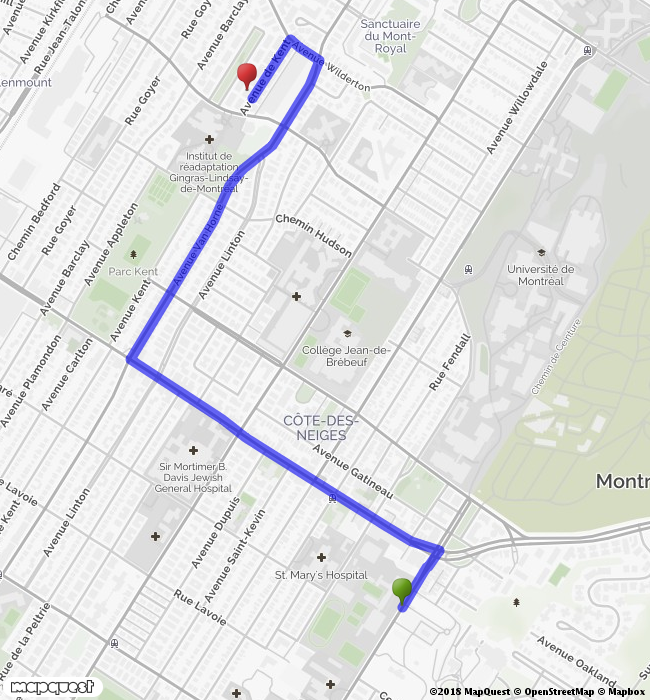 Avenue Kirkfi
Rue Jean-Talon
Rue Goy
Avenue Barclay
Sanctuaire
du Mont-
Royal
Avenue de Kent
Avenue Wilderton
lenmount
Rue Goyer
Avenue Willowdale
Institut de
réadaptation
Gingras-Lindsay-
de-Montréal
Chemin Bedford
Rue Goyer
Avenue Appleton
Avenue Van Horne
Chemin Hudson
Avenue Barclay
Parc Kent
Avenue Linton
Université de
Montréal
Avenue Kent
Avenue Plamondon
Avenue Carlton
Collège Jean-de-
Brébeuf
Rue Fendall
Chemin de Ceinture
aré
CÔTE-DES-
NEIGES
Avenue Gatineau
Sir Mortimer B.
Davis Jewish
General Hospital
Montr
ue Lavoie
e Kent
Avenue Linton
Avenue Dupuis
Avenue Saint-Kevin
St. Mary's Hospital
Rue Lavoie
Rue de la Peltrie
Avenue Oakland
Su
mapquest
©2018 MapQuest © OpenStreetMap © Mapbox